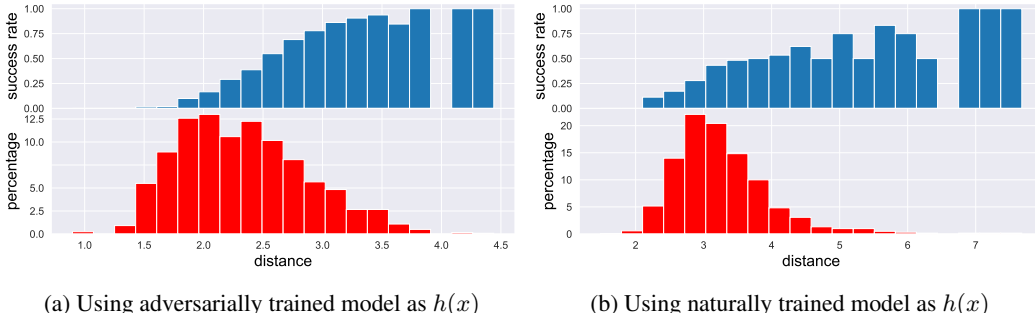 1.00
0.75
0.50
0.25
0.00
success rate
12.5
10.0
7.5
5.0
2.5
0.0
percentage
1.0 1.5 2.0 2.5 3.0 3.5 4.0 4.5
distance
(a) Using adversarially trained model as h(x)
1.00
0.75
0.50
0.25
0.00
success rate
20
15
10
5
0
percentage
2 3 4 5 6 7
distance
(b) Using naturally trained model as h(x)